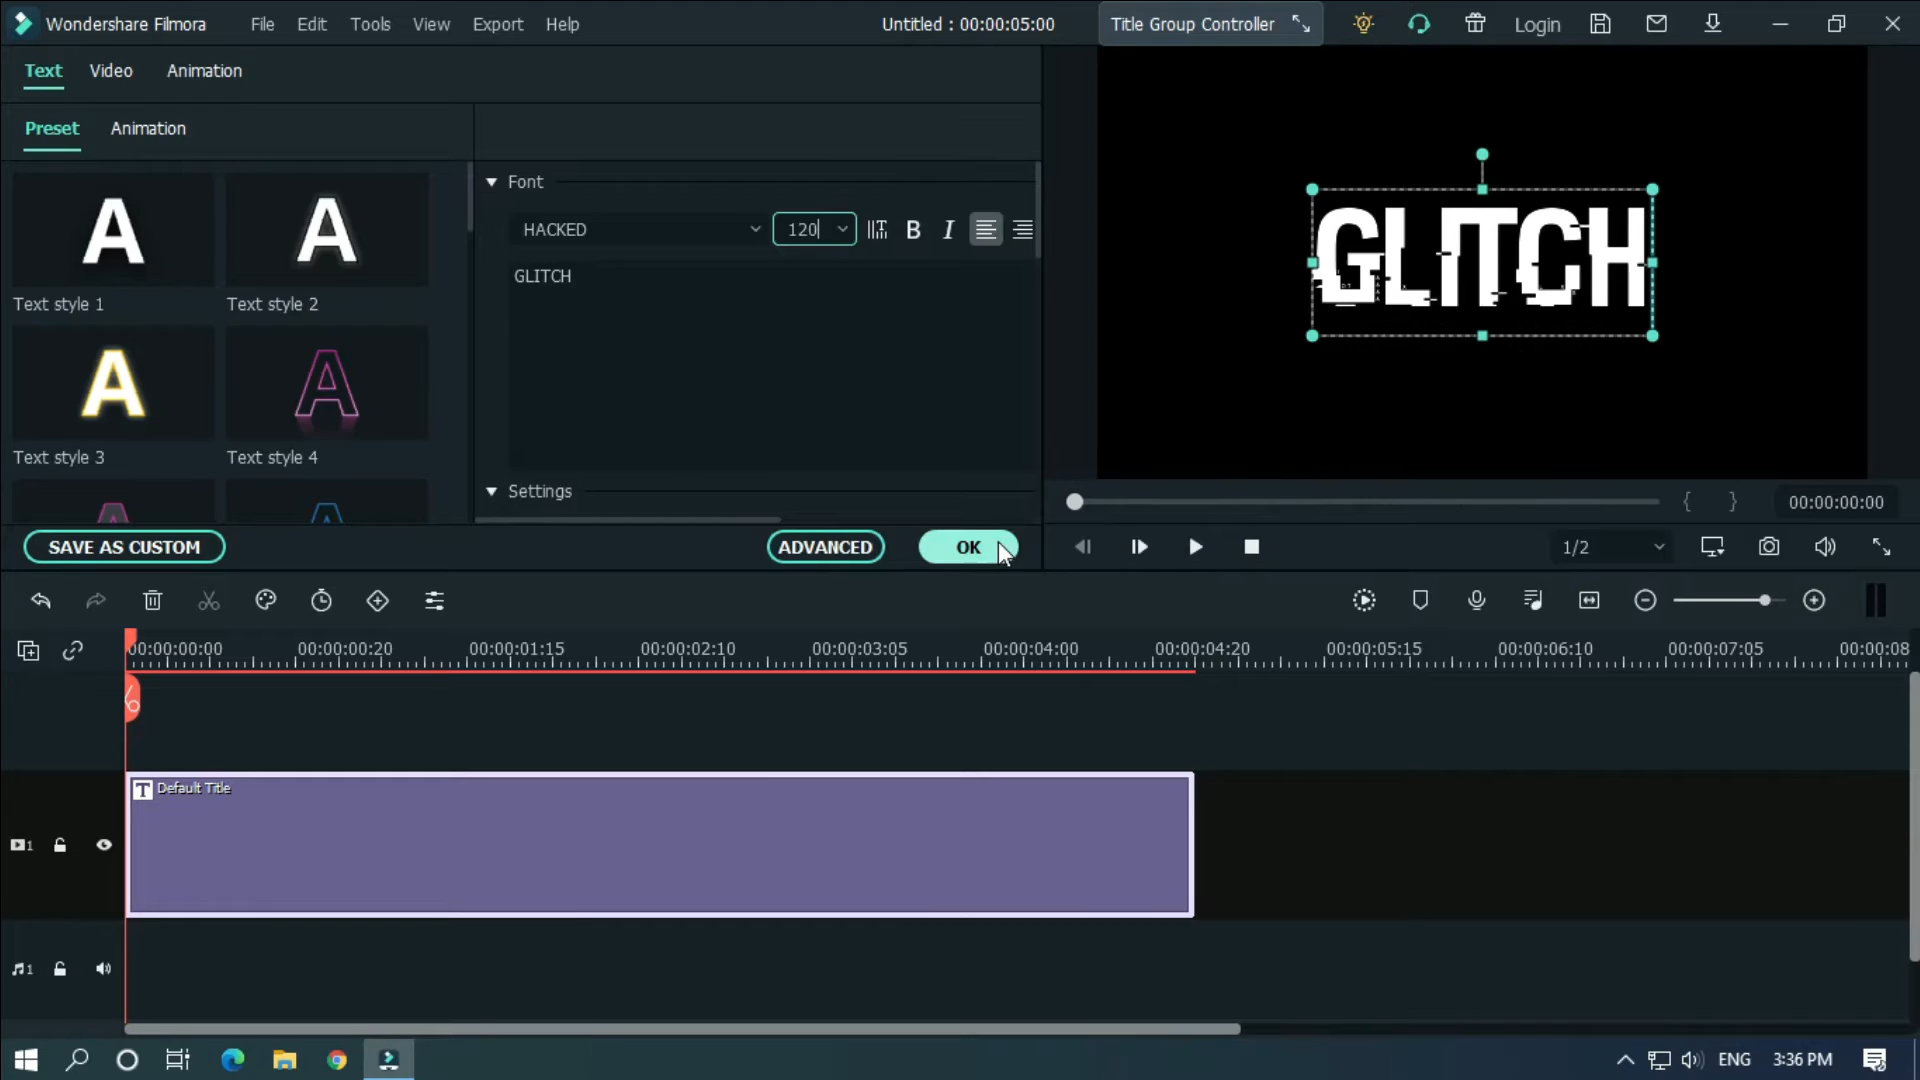 Wondershare Filmora File Edit Tools View Export Help Untitled : 00:00:05:00 Title Group Controller Login
Text Video Animation
Preset Animation
Font
HACKED 120 B I
GLITCH
GLITCH
A A
Text style 1 Text style 2
A A
Text style 3 Text style 4
Settings
{ } 00:00:00:00
SAVE AS CUSTOM ADVANCED OK 1/2
00:00:00:00 00:00:00:20 00:00:01:15 00:00:02:10 00:00:03:05 00:00:04:00 00:00:04:20 00:00:05:15 00:00:06:10 00:00:07:05 00:00:08
T Default Title
1
1
ENG 3:36 PM